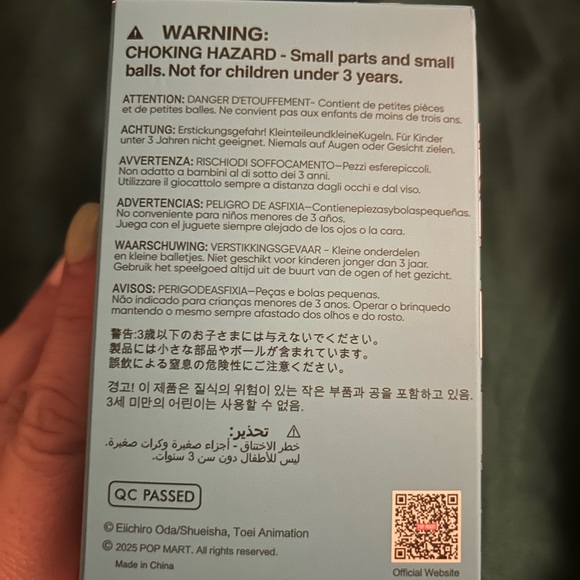 ⚠ WARNING:
CHOKING HAZARD - Small parts and small
balls. Not for children under 3 years.
ATTENTION: DANGER D'ETOUFFEMENT- Contient de petites pièces
et de petites balles. Ne convient pas aux enfants de moins de trois ans.
ACHTUNG: Erstickungsgefahr! KleinteileundkleineKugeln. Für Kinder
unter 3 Jahren nicht geeignet. Niemals auf Augen oder Gesicht zielen.
AVVERTENZA: RISCHIODI SOFFOCAMENTO–Pezzi esferepiccoli.
Non adatto a bambini al di sotto dei 3 anni.
Utilizzare il giocattolo sempre a distanza dagli occhi e dal viso.
ADVERTENCIAS: PELIGRO DE ASFIXIA–Contienepiezasybolaspequeñas.
No conveniente para niños menores de 3 años.
Juega con el juguete siempre alejado de los ojos o la cara.
WAARSCHUWING: VERSTIKKINGSGEVAAR - Kleine onderdelen
en kleine balletjes. Niet geschikt voor kinderen jonger dan 3 jaar.
Gebruik het speelgoed altijd uit de buurt van de ogen of het gezicht.
AVISOS: PERIGODEASFIXIA–Peças e bolas pequenas.
Não indicado para crianças menores de 3 anos. Operar o brinquedo
mantendo o mesmo sempre afastado dos olhos e do rosto.
警告:3歳以下のお子さまには与えないでください。
製品には小さな部品やボールが含まれています。
誤飲による窒息の危険性にご注意ください。
경고! 이 제품은 질식의 위험이 있는 작은 부품과 공을 포함하고 있음.
3세 미만의 어린이는 사용할 수 없음.
⚠ تحذير:
خطر الاختناق - أجزاء صغيرة وكرات صغيرة.
ليس للأطفال دون سن 3 سنوات.
QC PASSED
© Eiichiro Oda/Shueisha, Toei Animation
© 2025 POP MART. All rights reserved.
Made in China
Official Website